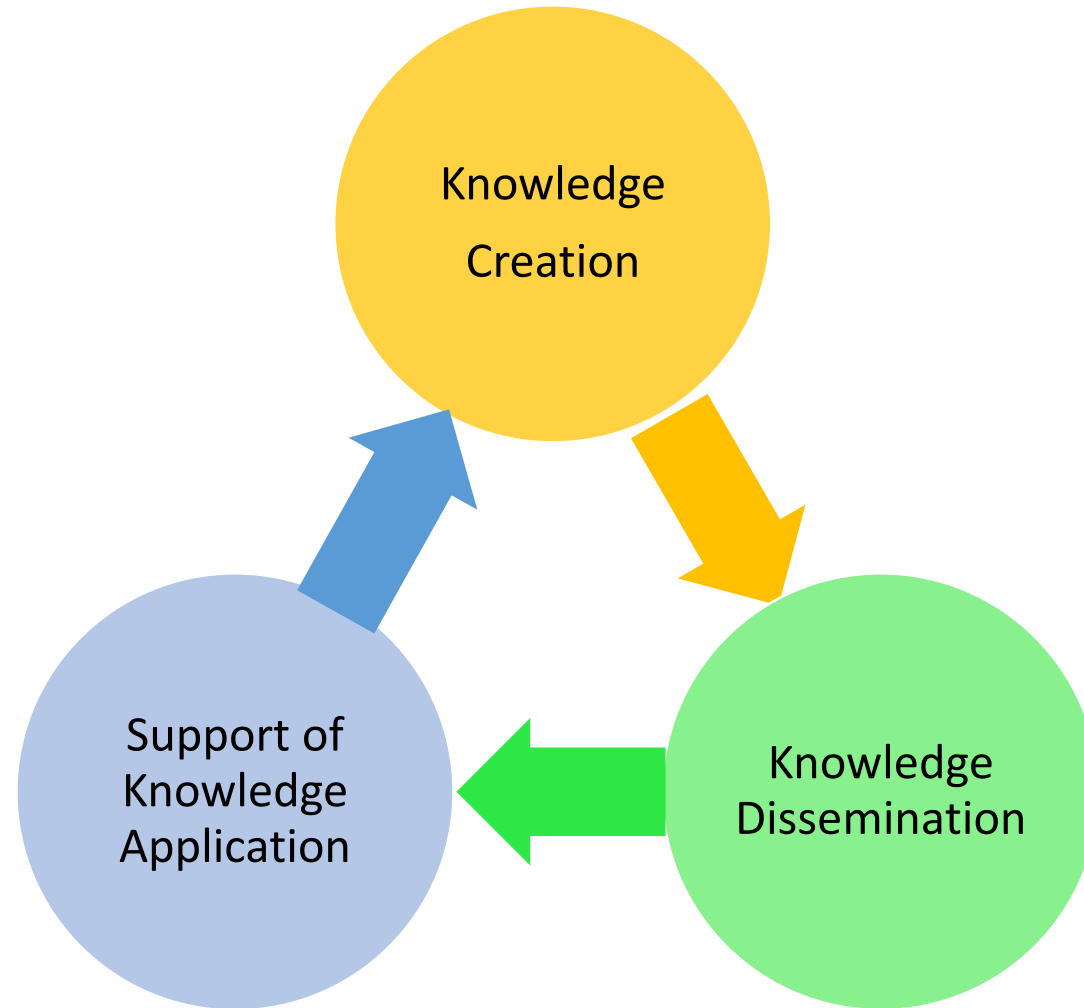 Knowledge
Creation
Support of
Knowledge
Application
Knowledge
Dissemination